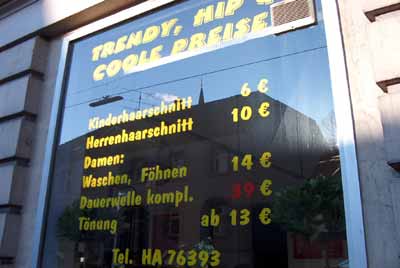 TRENDY, HIP &
COOLE PREISE
Kinderhaarschnitt 6 €
Herrenhaarschnitt 10 €
Damen:
Waschen, Föhnen 14 €
Dauerwelle kompl. 39 €
Tönung ab 13 €
Tel. HA 76393